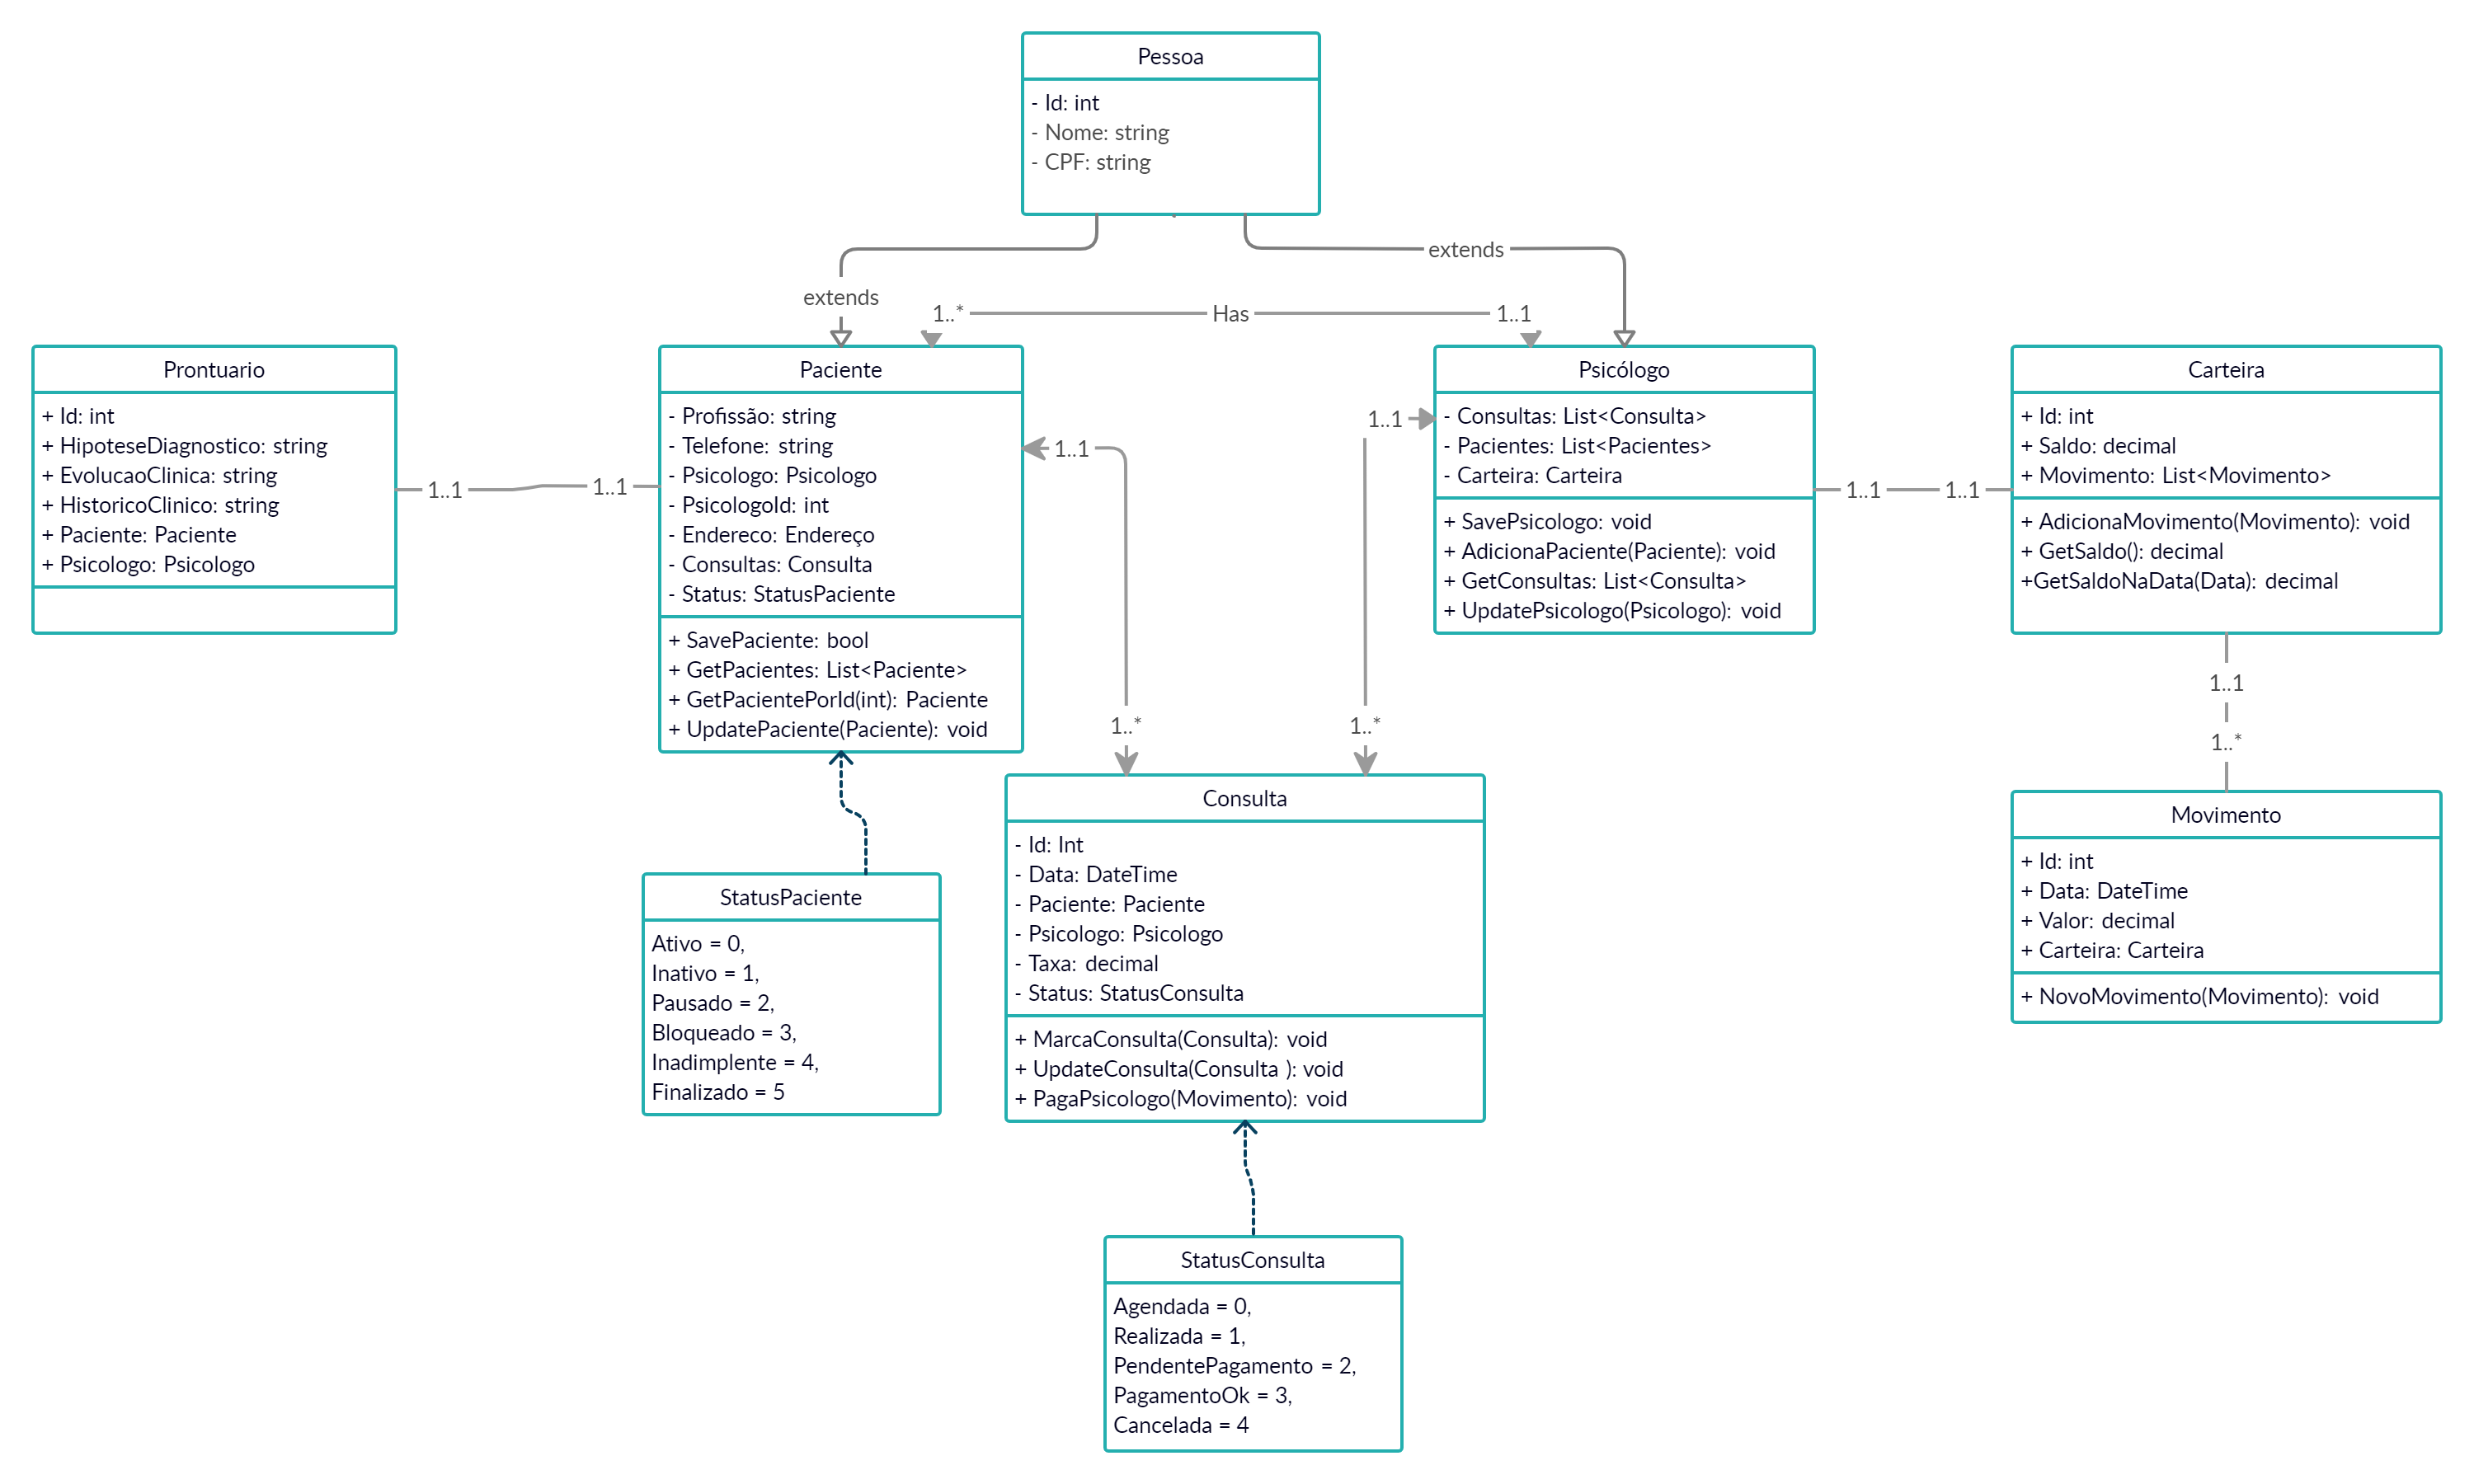 Pessoa
- Id: int
- Nome: string
- CPF: string
extends
extends
1..*
Has
1..1
Prontuario
+ Id: int
+ HipoteseDiagnostico: string
+ EvolucaoClinica: string
+ HistoricoClinico: string
+ Paciente: Paciente
+ Psicologo: Psicologo
1..1
1..1
Paciente
- Profissão: string
- Telefone: string
- Psicologo: Psicologo
- PsicologoId: int
- Endereco: Endereço
- Consultas: Consulta
- Status: StatusPaciente
+ SavePaciente: bool
+ GetPacientes: List<Paciente>
+ GetPacientePorId(int): Paciente
+ UpdatePaciente(Paciente): void
1..1
1..*
1..1
1..*
Psicólogo
- Consultas: List<Consulta>
- Pacientes: List<Pacientes>
- Carteira: Carteira
+ SavePsicologo: void
+ AdicionaPaciente(Paciente): void
+ GetConsultas: List<Consulta>
+ UpdatePsicologo(Psicologo): void
1..1
1..1
Carteira
+ Id: int
+ Saldo: decimal
+ Movimento: List<Movimento>
+ AdicionaMovimento(Movimento): void
+ GetSaldo(): decimal
+GetSaldoNaData(Data): decimal
1..1
1..*
StatusPaciente
Ativo = 0,
Inativo = 1,
Pausado = 2,
Bloqueado = 3,
Inadimplente = 4,
Finalizado = 5
Consulta
- Id: Int
- Data: DateTime
- Paciente: Paciente
- Psicologo: Psicologo
- Taxa: decimal
- Status: StatusConsulta
+ MarcaConsulta(Consulta): void
+ UpdateConsulta(Consulta ): void
+ PagaPsicologo(Movimento): void
Movimento
+ Id: int
+ Data: DateTime
+ Valor: decimal
+ Carteira: Carteira
+ NovoMovimento(Movimento): void
StatusConsulta
Agendada = 0,
Realizada = 1,
PendentePagamento = 2,
PagamentoOk = 3,
Cancelada = 4